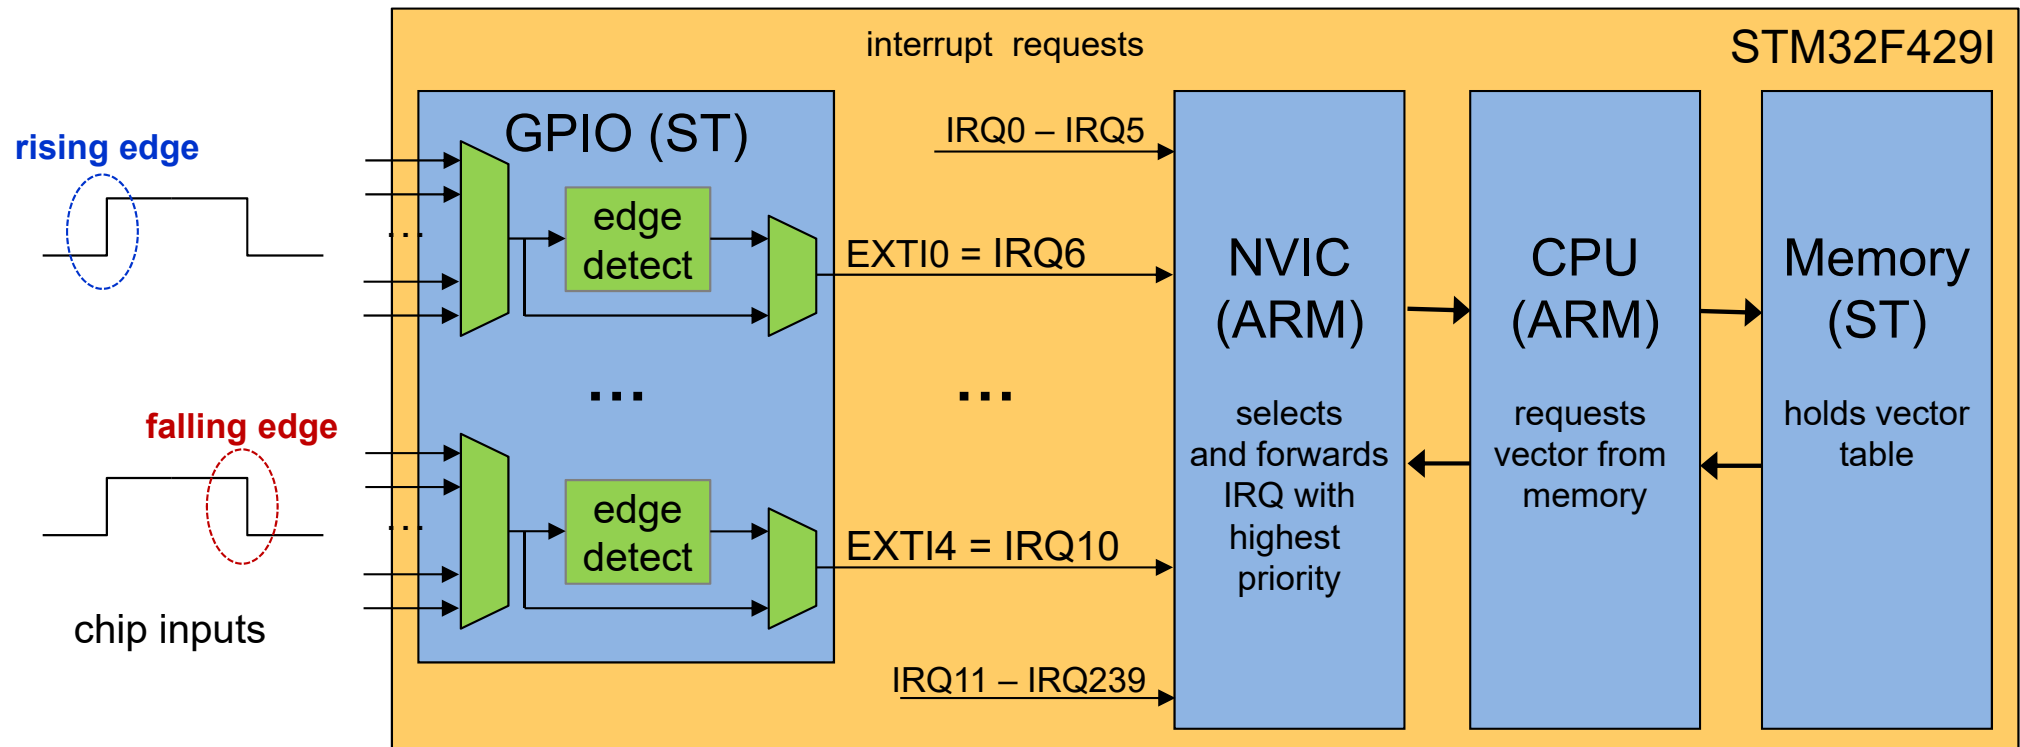 interrupt requests
STM32F429I
rising edge
...
falling edge
...
chip inputs
GPIO (ST)
edge
detect
...
edge
detect
IRQ0 – IRQ5
EXTI0 = IRQ6
...
EXTI4 = IRQ10
IRQ11 – IRQ239
NVIC
(ARM)
selects
and forwards
IRQ with
highest
priority
CPU
(ARM)
requests
vector from
memory
Memory
(ST)
holds vector
table